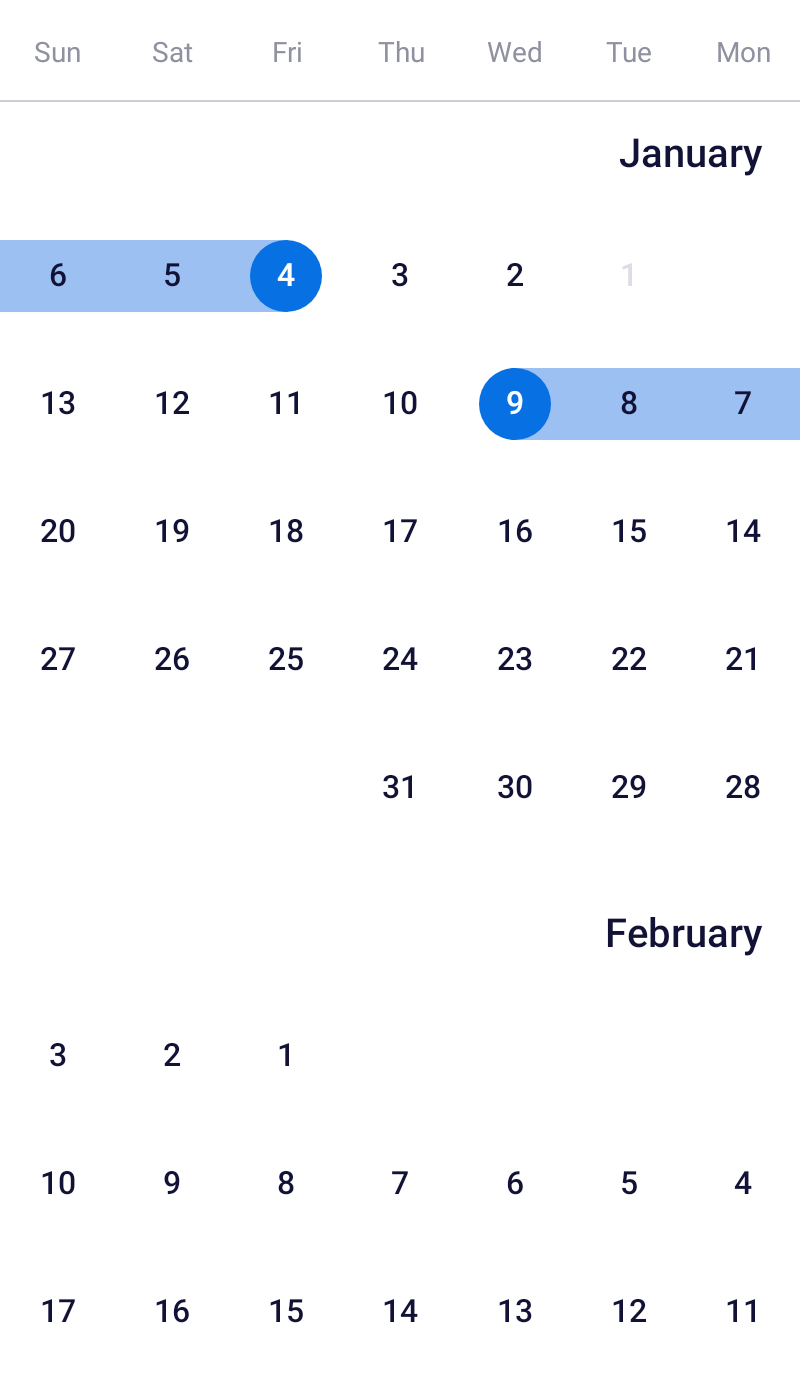 Sun Sat Fri Thu Wed Tue Mon
January
6 5 4 3 2 1
13 12 11 10 9 8 7
20 19 18 17 16 15 14
27 26 25 24 23 22 21
31 30 29 28
February
3 2 1
10 9 8 7 6 5 4
17 16 15 14 13 12 11